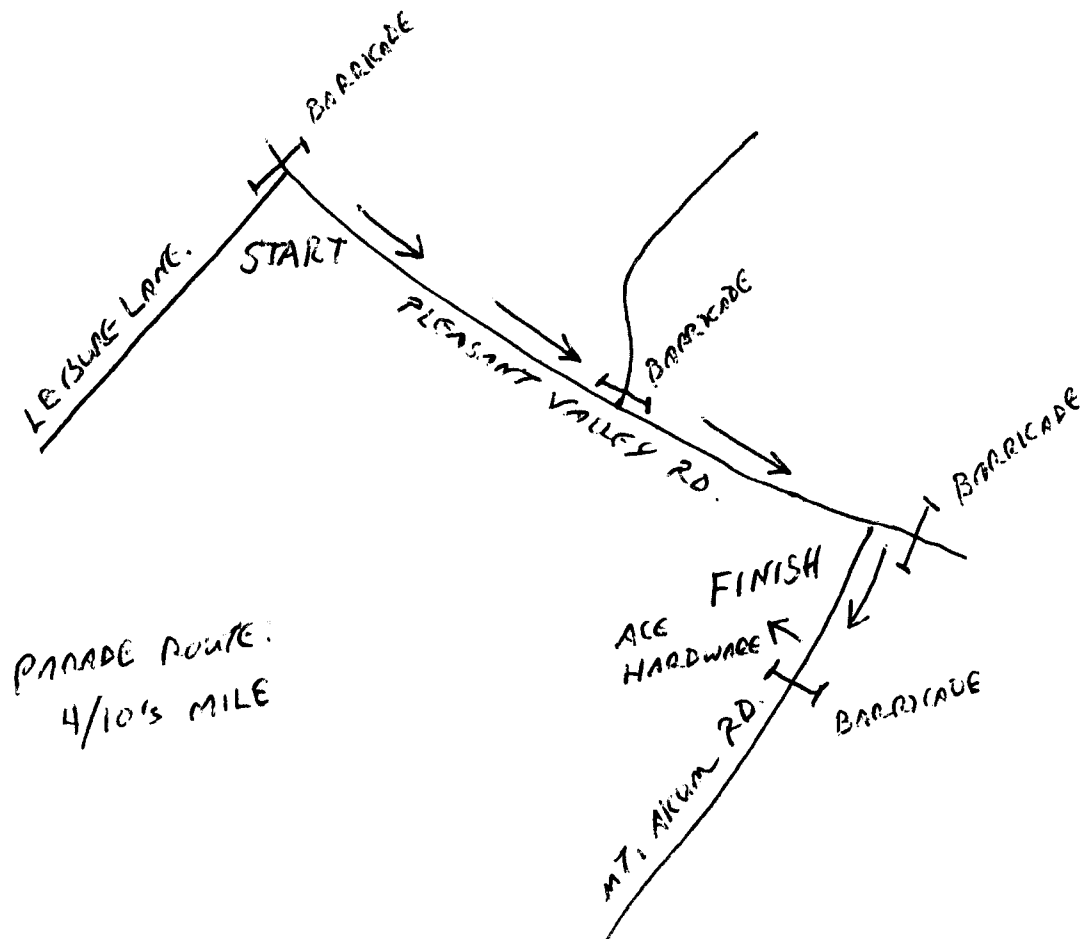 BARRICADE
START
LEISURE LANE.
PLEASANT VALLEY RD.
BARRICADE
BARRICADE
FINISH
ACE
HARDWARE
BARRICADE
MT. AKUM RD.
PARADE ROUTE.
4/10's MILE